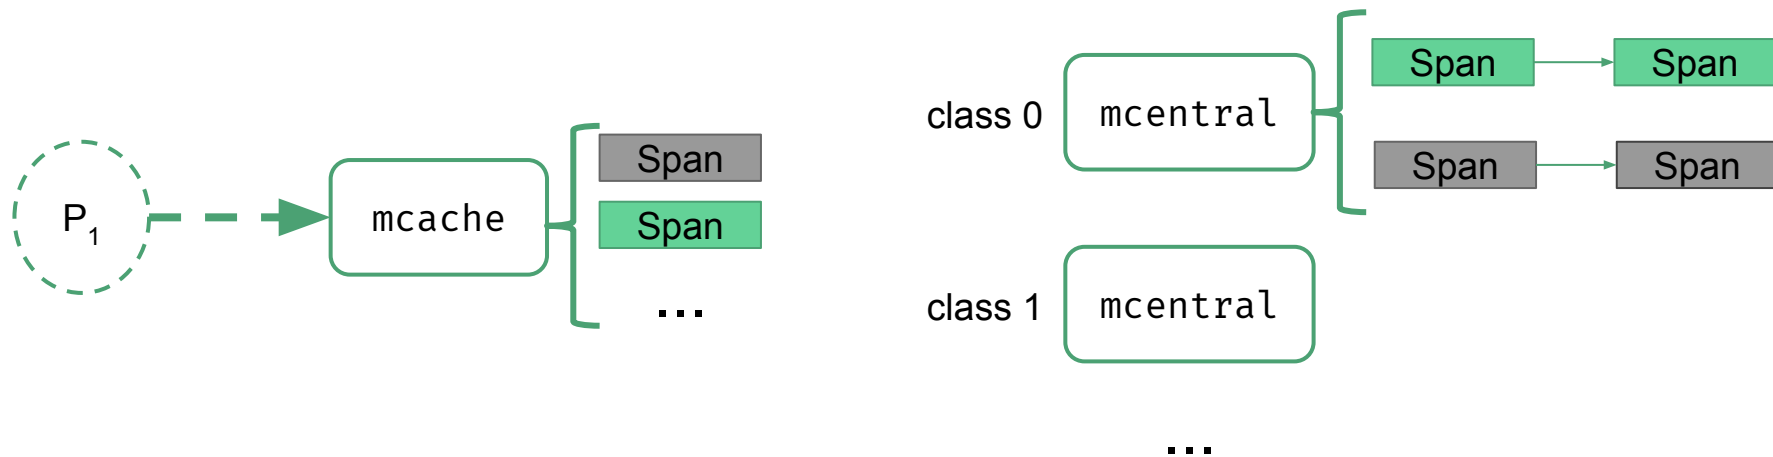 P1
mcache
Span
Span
...
class 0
mcentral
Span
Span
Span
Span
class 1
mcentral
...